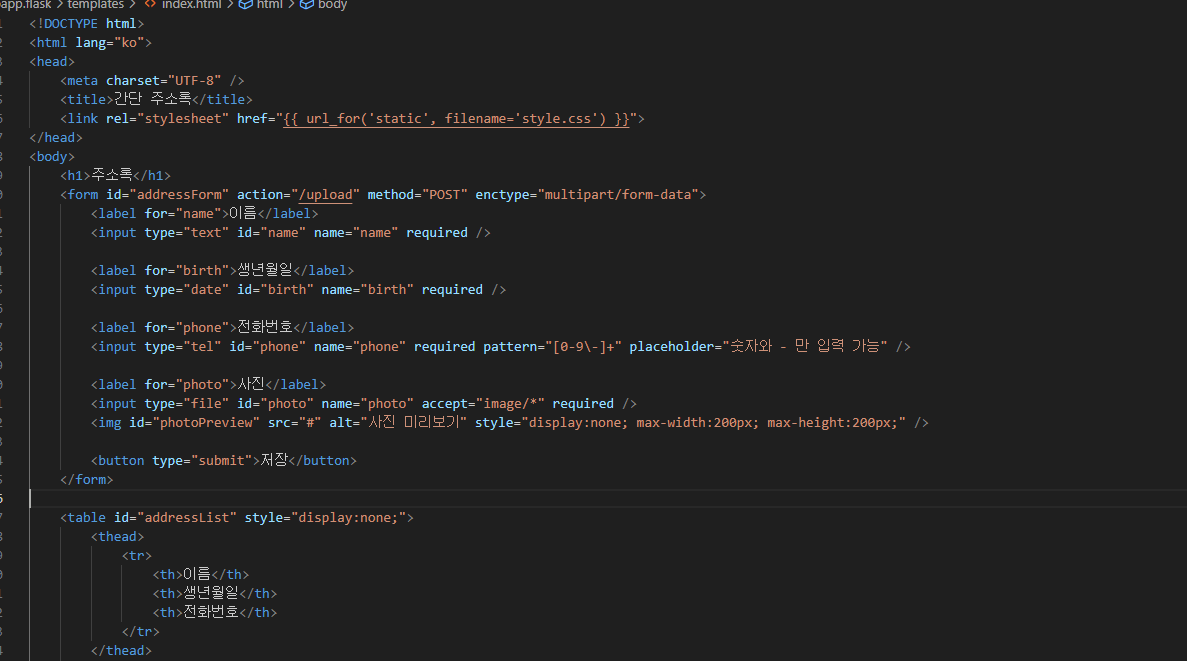 app.flask > templates > <> index.html > html > body
<!DOCTYPE html>
<html lang="ko">
<head>
<meta charset="UTF-8" />
<title>간단 주소록</title>
<link rel="stylesheet" href="{{ url_for('static', filename='style.css') }}">
</head>
<body>
<h1>주소록</h1>
<form id="addressForm" action="/upload" method="POST" enctype="multipart/form-data">
<label for="name">이름</label>
<input type="text" id="name" name="name" required />
<label for="birth">생년월일</label>
<input type="date" id="birth" name="birth" required />
<label for="phone">전화번호</label>
<input type="tel" id="phone" name="phone" required pattern="[0-9\-]+" placeholder="숫자와 - 만 입력 가능" />
<label for="photo">사진</label>
<input type="file" id="photo" name="photo" accept="image/*" required />
<img id="photoPreview" src="#" alt="사진 미리보기" style="display:none; max-width:200px; max-height:200px;" />
<button type="submit">저장</button>
</form>
<table id="addressList" style="display:none;">
<thead>
<tr>
<th>이름</th>
<th>생년월일</th>
<th>전화번호</th>
</tr>
</thead>